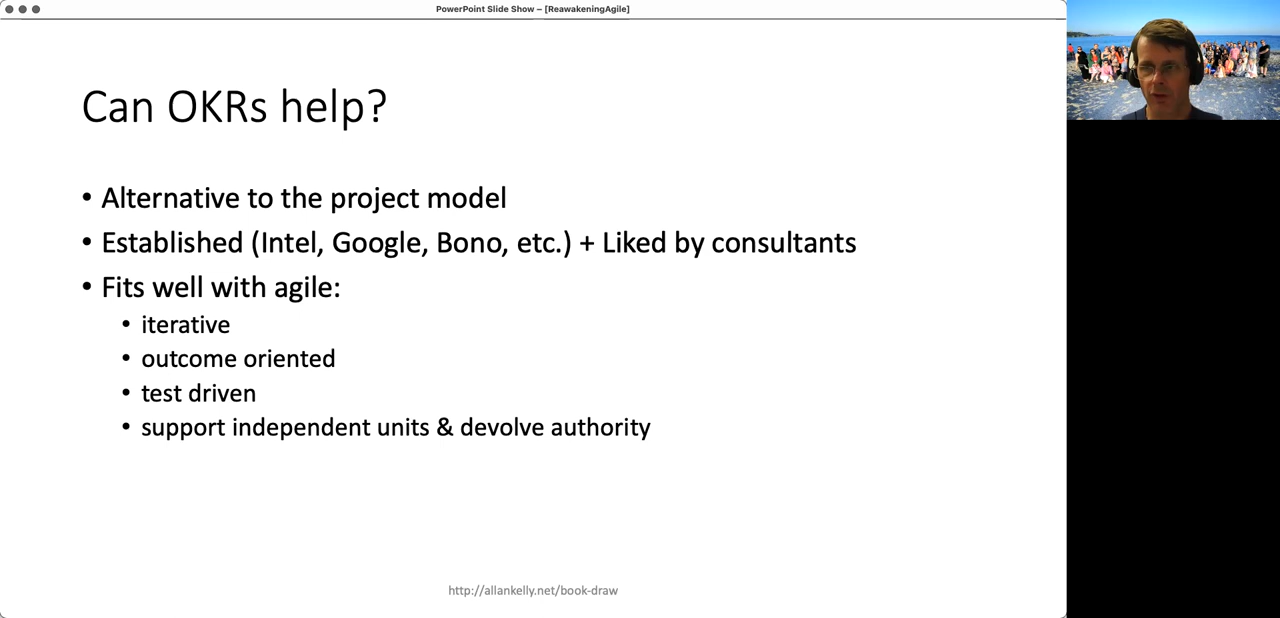 PowerPoint Slide Show – [ReawakeningAgile]
Can OKRs help?
• Alternative to the project model
• Established (Intel, Google, Bono, etc.) + Liked by consultants
• Fits well with agile:
• iterative
• outcome oriented
• test driven
• support independent units & devolve authority
http://allankelly.net/book-draw